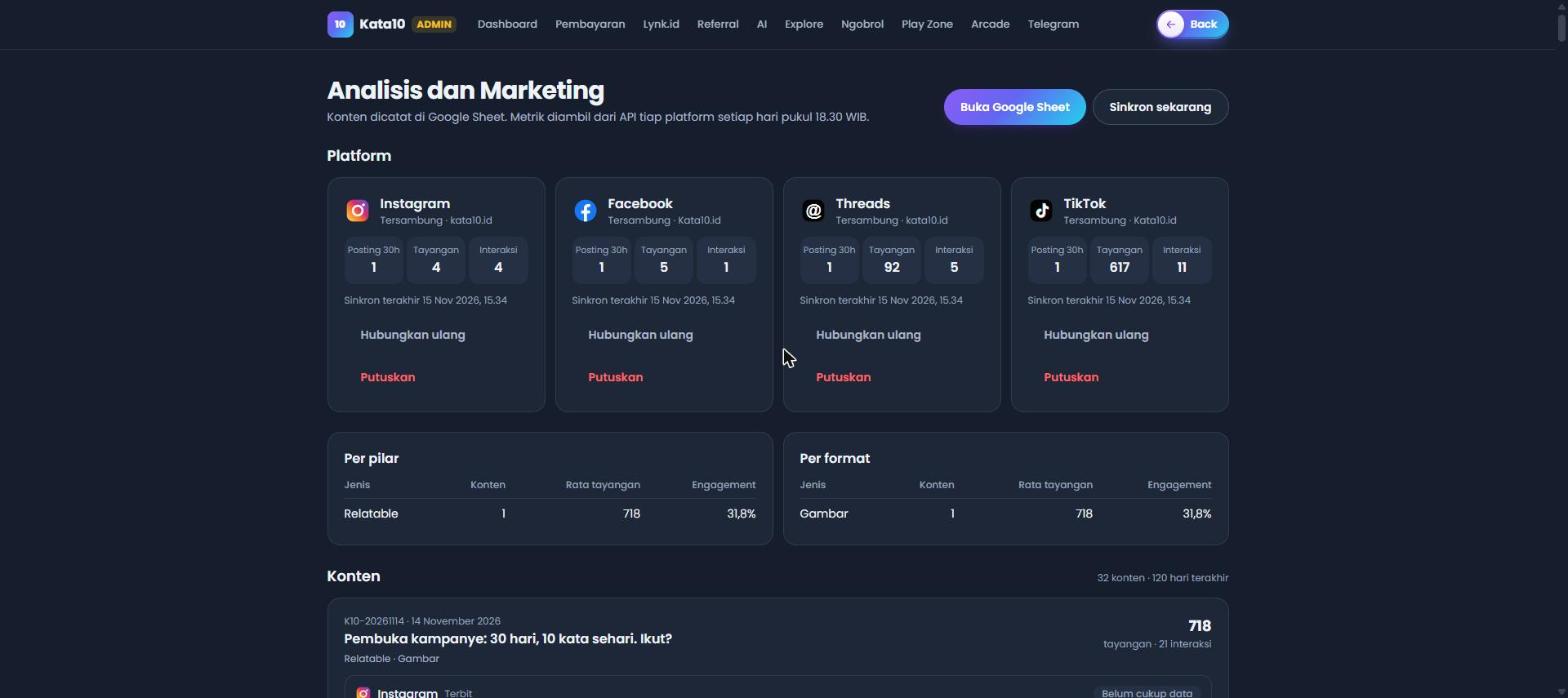 10 Kata10 ADMIN Dashboard Pembayaran Lynk.id Referral AI Explore Ngobrol Play Zone Arcade Telegram Back
Analisis dan Marketing
Konten dicatat di Google Sheet. Metrik diambil dari API tiap platform setiap hari pukul 18.30 WIB.
Buka Google Sheet Sinkron sekarang
Platform
Instagram
Tersambung · kata10.id
Posting 30h Tayangan Interaksi
1 4 4
Sinkron terakhir 15 Nov 2026, 15.34
Hubungkan ulang
Putuskan
Facebook
Tersambung · Kata10.id
Posting 30h Tayangan Interaksi
1 5 1
Sinkron terakhir 15 Nov 2026, 15.34
Hubungkan ulang
Putuskan
Threads
Tersambung · kata10.id
Posting 30h Tayangan Interaksi
1 92 5
Sinkron terakhir 15 Nov 2026, 15.34
Hubungkan ulang
Putuskan
TikTok
Tersambung · Kata10.id
Posting 30h Tayangan Interaksi
1 617 11
Sinkron terakhir 15 Nov 2026, 15.34
Hubungkan ulang
Putuskan
Per pilar
Jenis Konten Rata tayangan Engagement
Relatable 1 718 31,8%
Per format
Jenis Konten Rata tayangan Engagement
Gambar 1 718 31,8%
Konten
32 konten · 120 hari terakhir
K10-20261114 · 14 November 2026
Pembuka kampanye: 30 hari, 10 kata sehari. Ikut?
Relatable · Gambar
718
tayangan · 21 interaksi
Instagram Terbit Belum cukup data